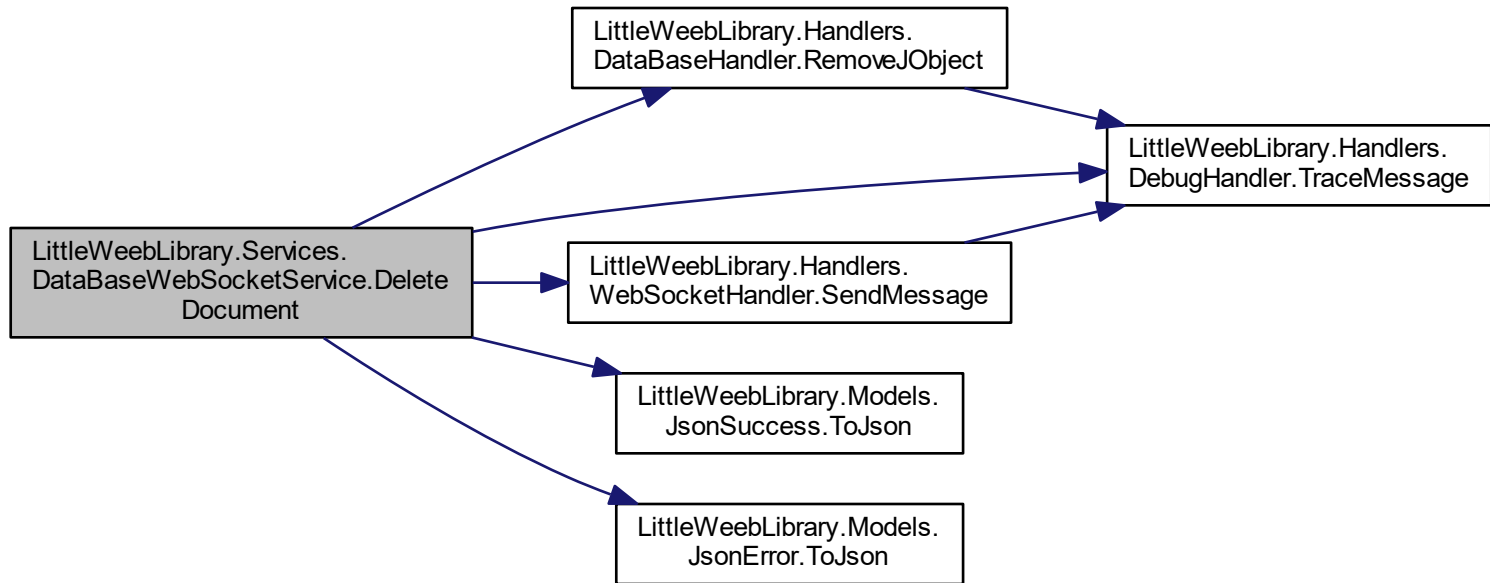 LittleWeebLibrary.Handlers.
DataBaseHandler.RemoveJObject
LittleWeebLibrary.Handlers.
DebugHandler.TraceMessage
LittleWeebLibrary.Services.
DataBaseWebSocketService.Delete
Document
LittleWeebLibrary.Handlers.
WebSocketHandler.SendMessage
LittleWeebLibrary.Models.
JsonSuccess.ToJson
LittleWeebLibrary.Models.
JsonError.ToJson